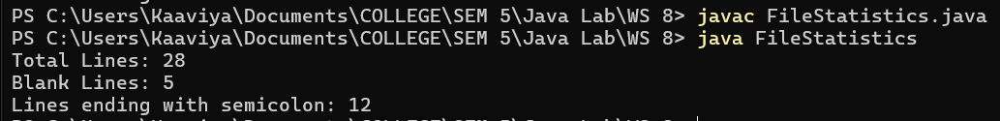 PS C:\Users\Kaaviya\Documents\COLLEGE\SEM 5\Java Lab\WS 8> javac FileStatistics.java
PS C:\Users\Kaaviya\Documents\COLLEGE\SEM 5\Java Lab\WS 8> java FileStatistics
Total Lines: 28
Blank Lines: 5
Lines ending with semicolon: 12